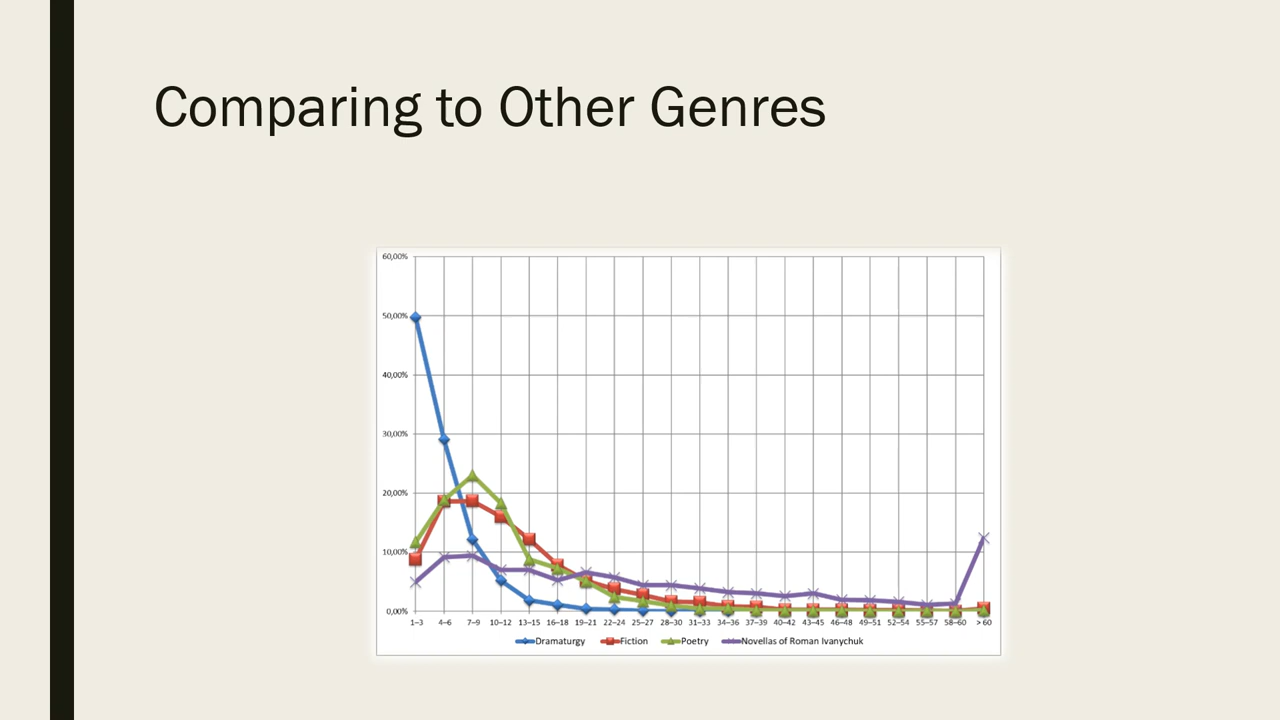 Comparing to Other Genres
60,00%
50,00%
40,00%
30,00%
20,00%
10,00%
0,00%
1–3 4–6 7–9 10–12 13–15 16–18 19–21 22–24 25–27 28–30 31–33 34–36 37–39 40–42 43–45 46–48 49–51 52–54 55–57 58–60 > 60
Dramaturgy Fiction Poetry Novellas of Roman Ivanychuk